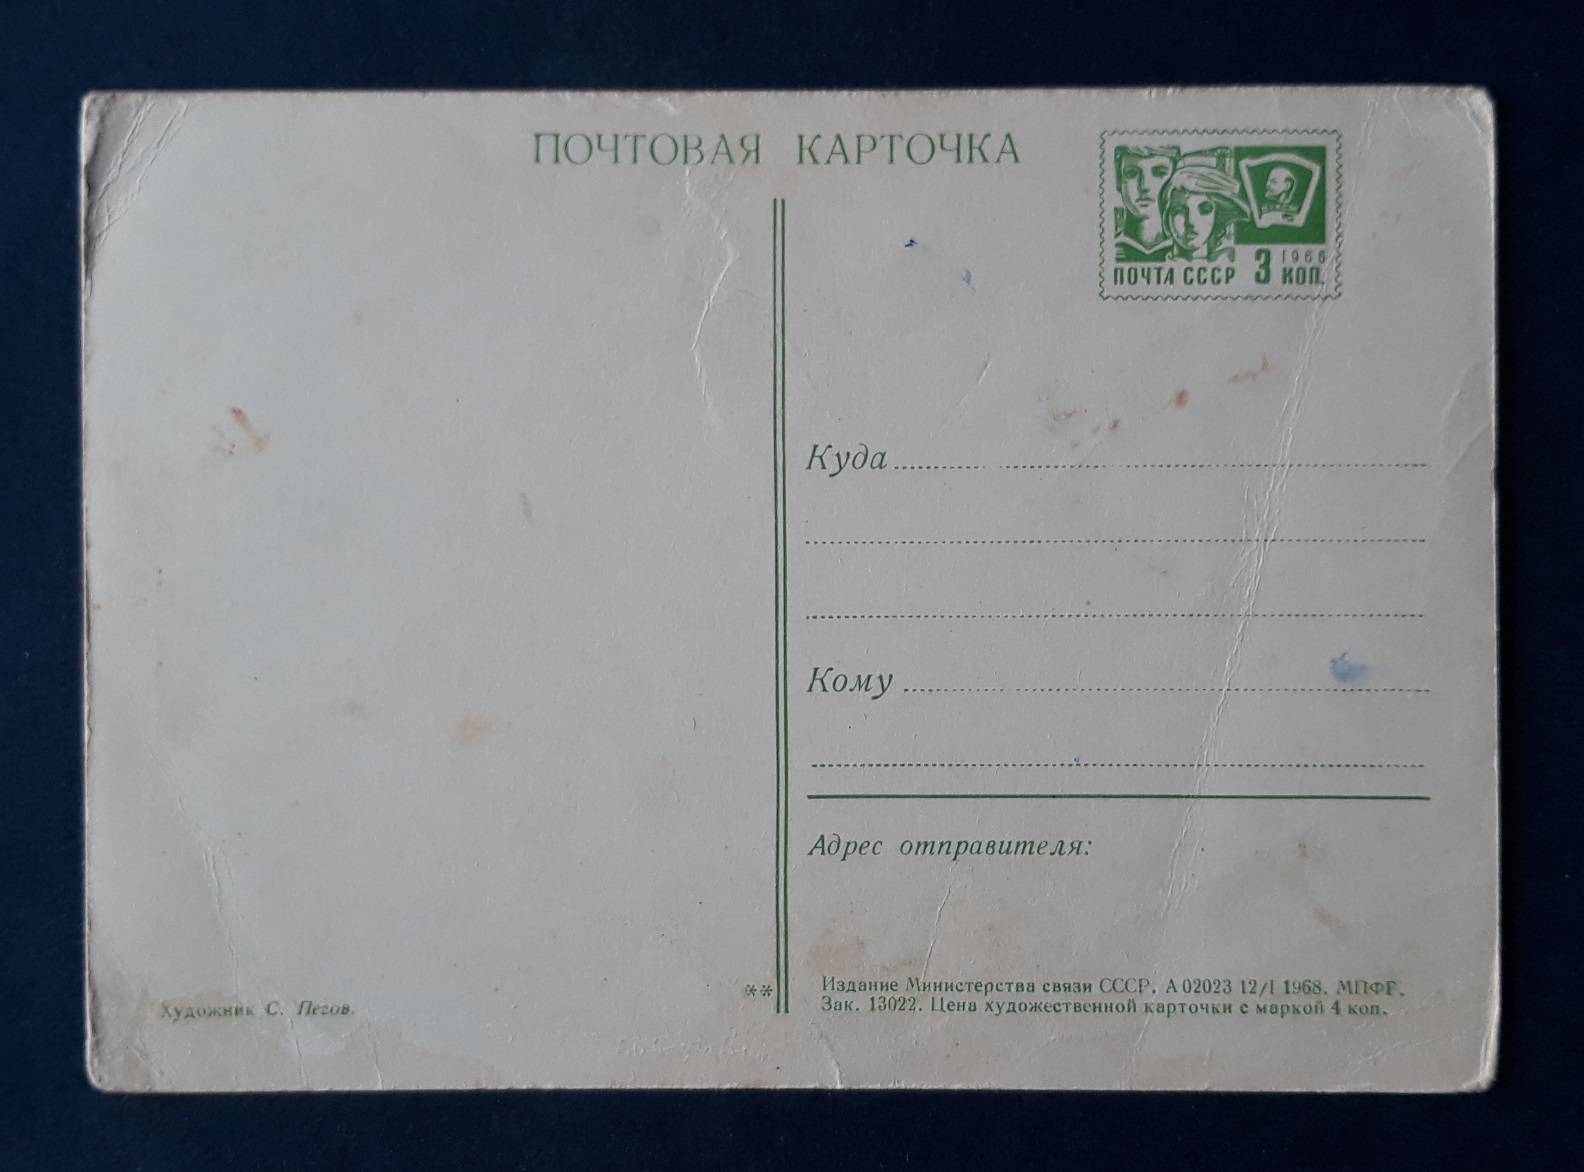 ПОЧТОВАЯ КАРТОЧКА
1966
ПОЧТА СССР 3 КОП.
Куда
Кому
Адрес отправителя:
Художник С. Пегов.
**
Издание Министерства связи СССР. А 02023 12/I 1968. МПФГ.
Зак. 13022. Цена художественной карточки с маркой 4 коп.